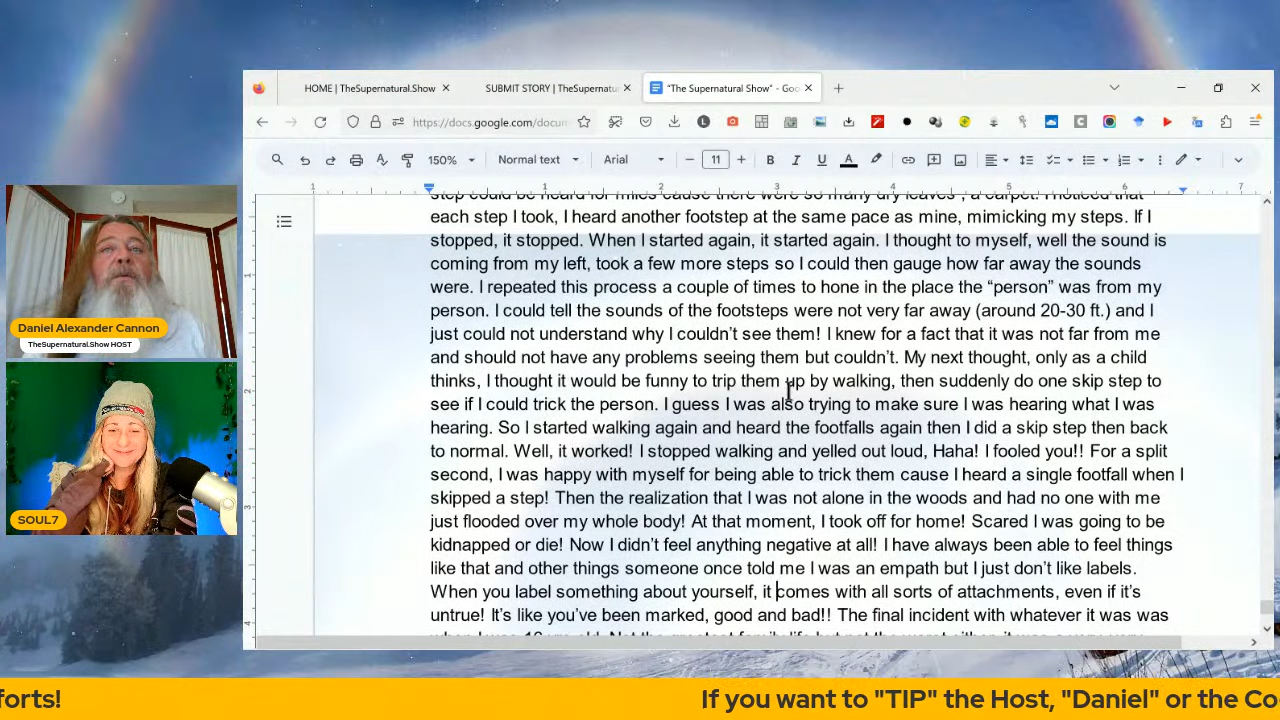 HOME | TheSupernatural.Show
SUBMIT STORY | TheSupernatu
"The Supernatural Show" - Goo
https://docs.google.com/docum
150%
Normal text
Arial
11
1 1 2 3 4 5 6 7
each step I took, I heard another footstep at the same pace as mine, mimicking my steps. If I
stopped, it stopped. When I started again, it started again. I thought to myself, well the sound is
coming from my left, took a few more steps so I could then gauge how far away the sounds
were. I repeated this process a couple of times to hone in the place the “person” was from my
person. I could tell the sounds of the footsteps were not very far away (around 20-30 ft.) and I
just could not understand why I couldn’t see them! I knew for a fact that it was not far from me
and should not have any problems seeing them but couldn’t. My next thought, only as a child
thinks, I thought it would be funny to trip them up by walking, then suddenly do one skip step to
see if I could trick the person. I guess I was also trying to make sure I was hearing what I was
hearing. So I started walking again and heard the footfalls again then I did a skip step then back
to normal. Well, it worked! I stopped walking and yelled out loud, Haha! I fooled you!! For a split
second, I was happy with myself for being able to trick them cause I heard a single footfall when I
skipped a step! Then the realization that I was not alone in the woods and had no one with me
just flooded over my whole body! At that moment, I took off for home! Scared I was going to be
kidnapped or die! Now I didn’t feel anything negative at all! I have always been able to feel things
like that and other things someone once told me I was an empath but I just don’t like labels.
When you label something about yourself, it comes with all sorts of attachments, even if it’s
untrue! It’s like you’ve been marked, good and bad!! The final incident with whatever it was was
Daniel Alexander Cannon
TheSupernatural.Show HOST
SOUL7
forts!
If you want to "TIP" the Host, "Daniel" or the Co